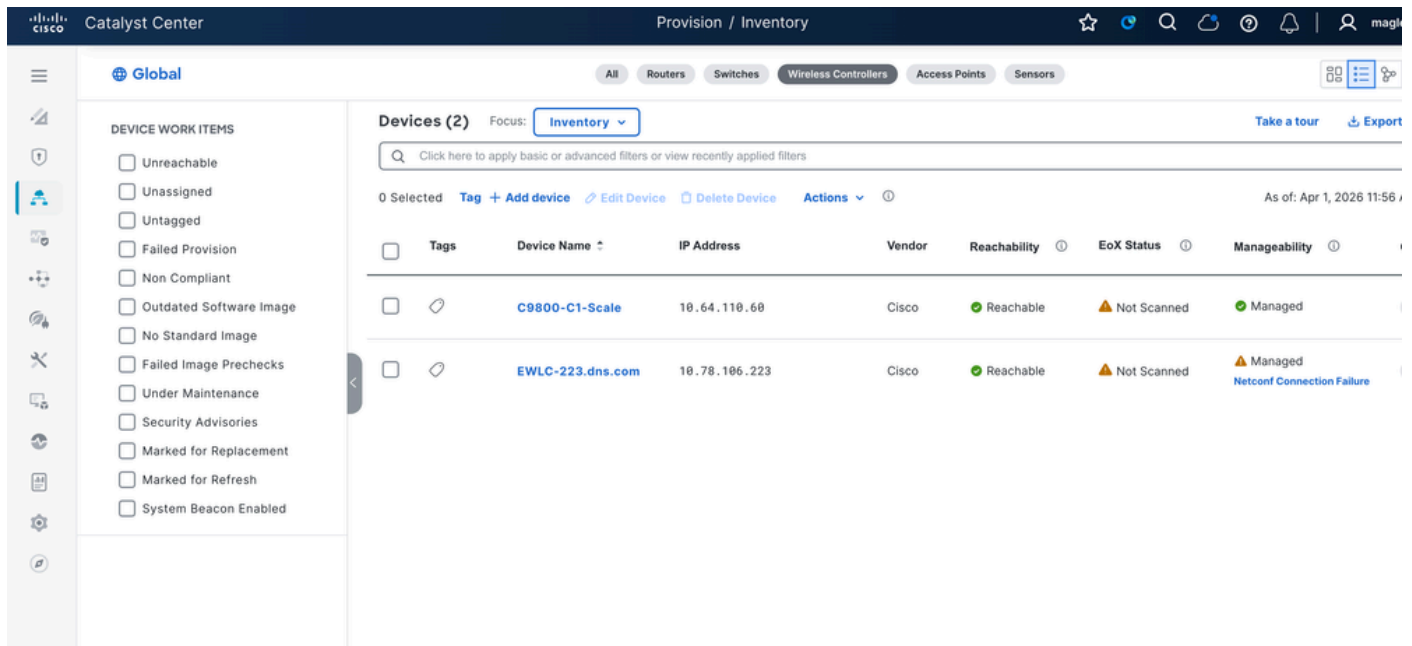 cisco Catalyst Center Provision / Inventory magle
Global All Routers Switches Wireless Controllers Access Points Sensors
DEVICE WORK ITEMS
Unreachable
Unassigned
Untagged
Failed Provision
Non Compliant
Outdated Software Image
No Standard Image
Failed Image Prechecks
Under Maintenance
Security Advisories
Marked for Replacement
Marked for Refresh
System Beacon Enabled
Devices (2) Focus: Inventory Take a tour Export
Click here to apply basic or advanced filters or view recently applied filters
0 Selected Tag + Add device Edit Device Delete Device Actions As of: Apr 1, 2026 11:56
Tags Device Name IP Address Vendor Reachability EoX Status Manageability
C9800-C1-Scale 10.64.110.60 Cisco Reachable Not Scanned Managed
EWLC-223.dns.com 10.78.106.223 Cisco Reachable Not Scanned Managed
Netconf Connection Failure